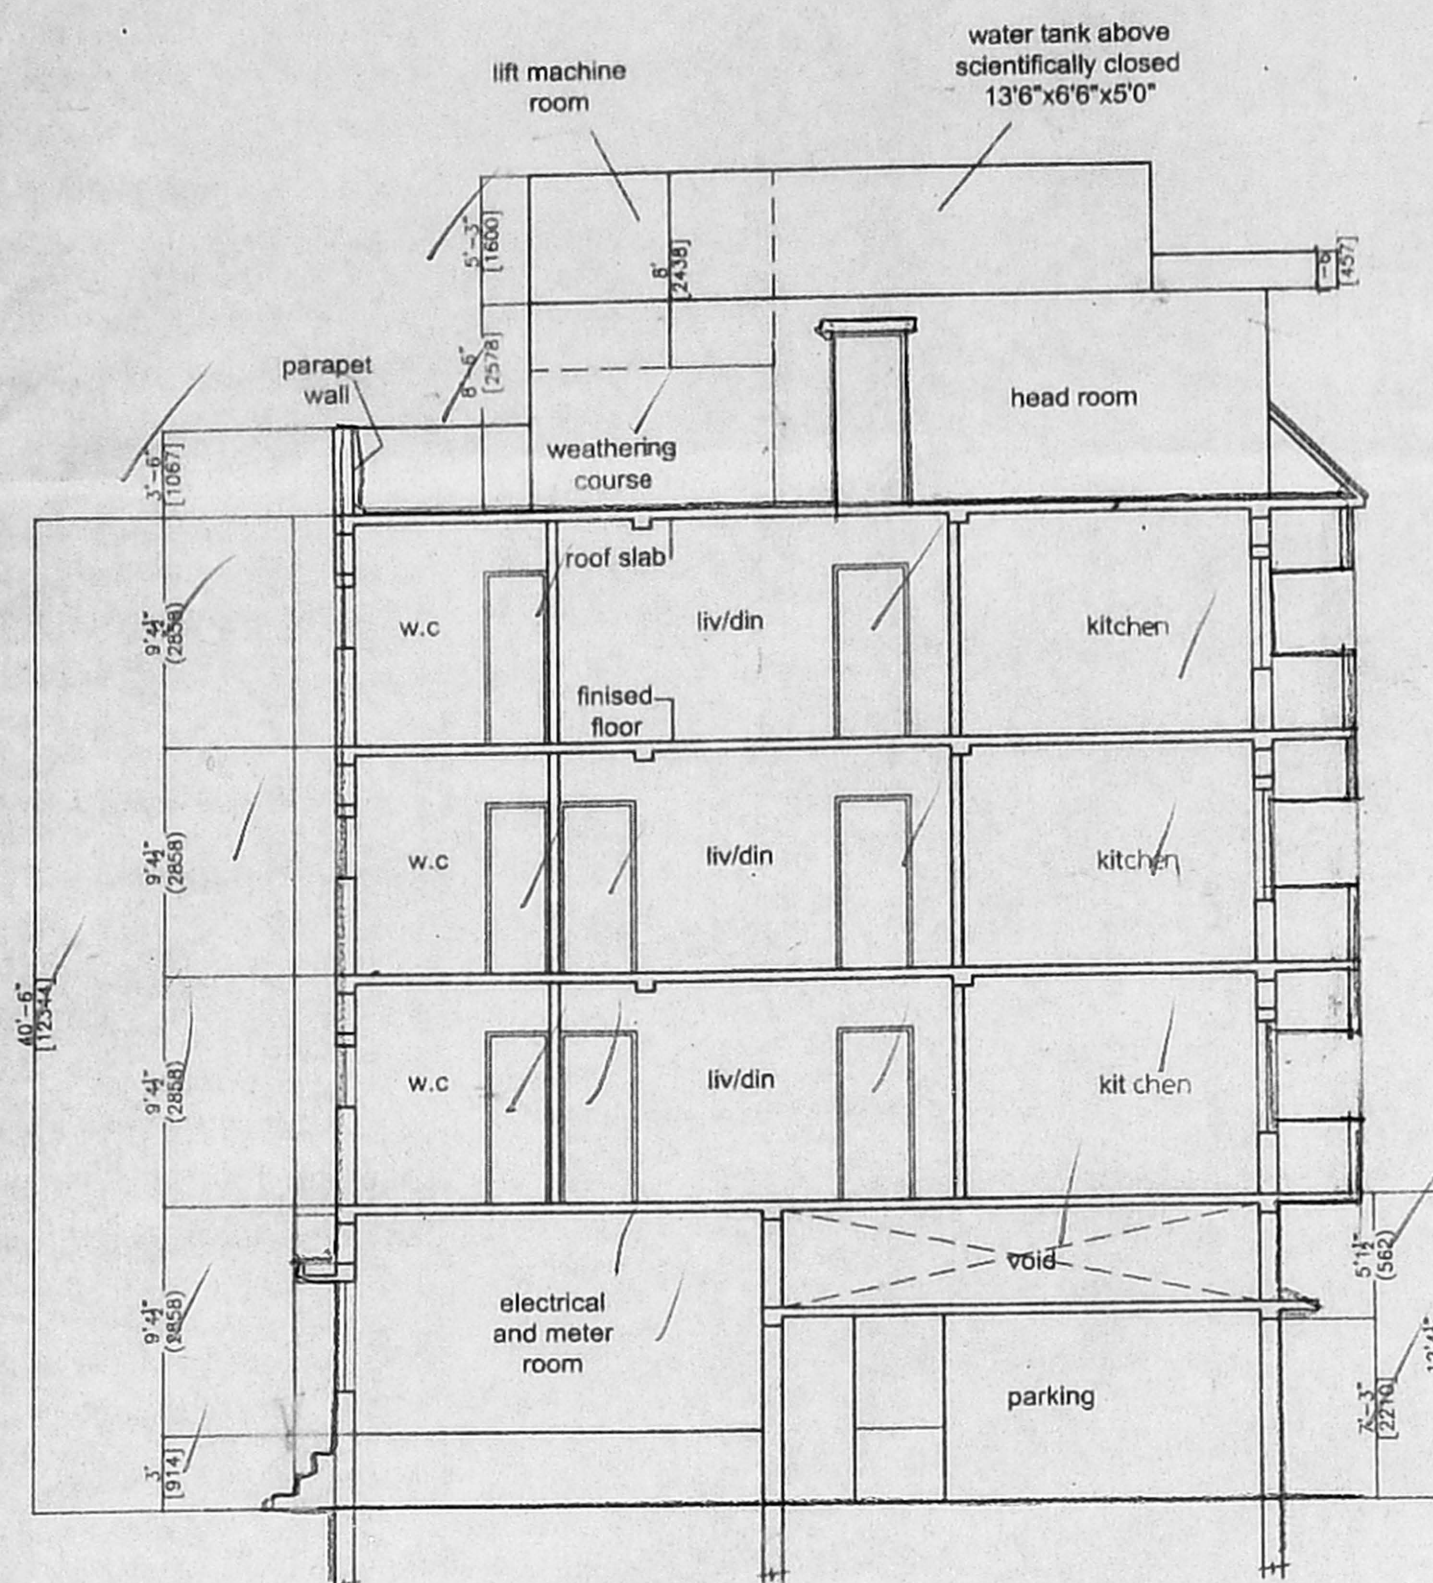 water tank above
scientifically closed
13'6"x6'6"x5'0"
lift machine
room
5'-3"
[1600]
8'
[2438]
[457]
parapet
wall
8'-6"
[2578]
head room
weathering
course
3'-6"
[1067]
roof slab
w.c
liv/din
kitchen
9'4½"
(2858)
finised
floor
w.c
liv/din
kitchen
9'4½"
(2858)
40'-6"
[12344]
w.c
liv/din
kit chen
9'4½"
(2858)
void
5'1½"
(562)
electrical
and meter
room
9'4½"
(2858)
parking
7'-3"
[2210]
3'
[914]